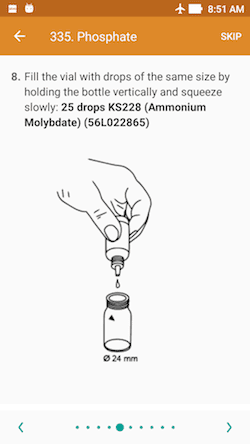 8:51 AM
335. Phosphate
SKIP
8. Fill the vial with drops of the same size by
holding the bottle vertically and squeeze
slowly: 25 drops KS228 (Ammonium
Molybdate) (56L022865)
Ø 24 mm